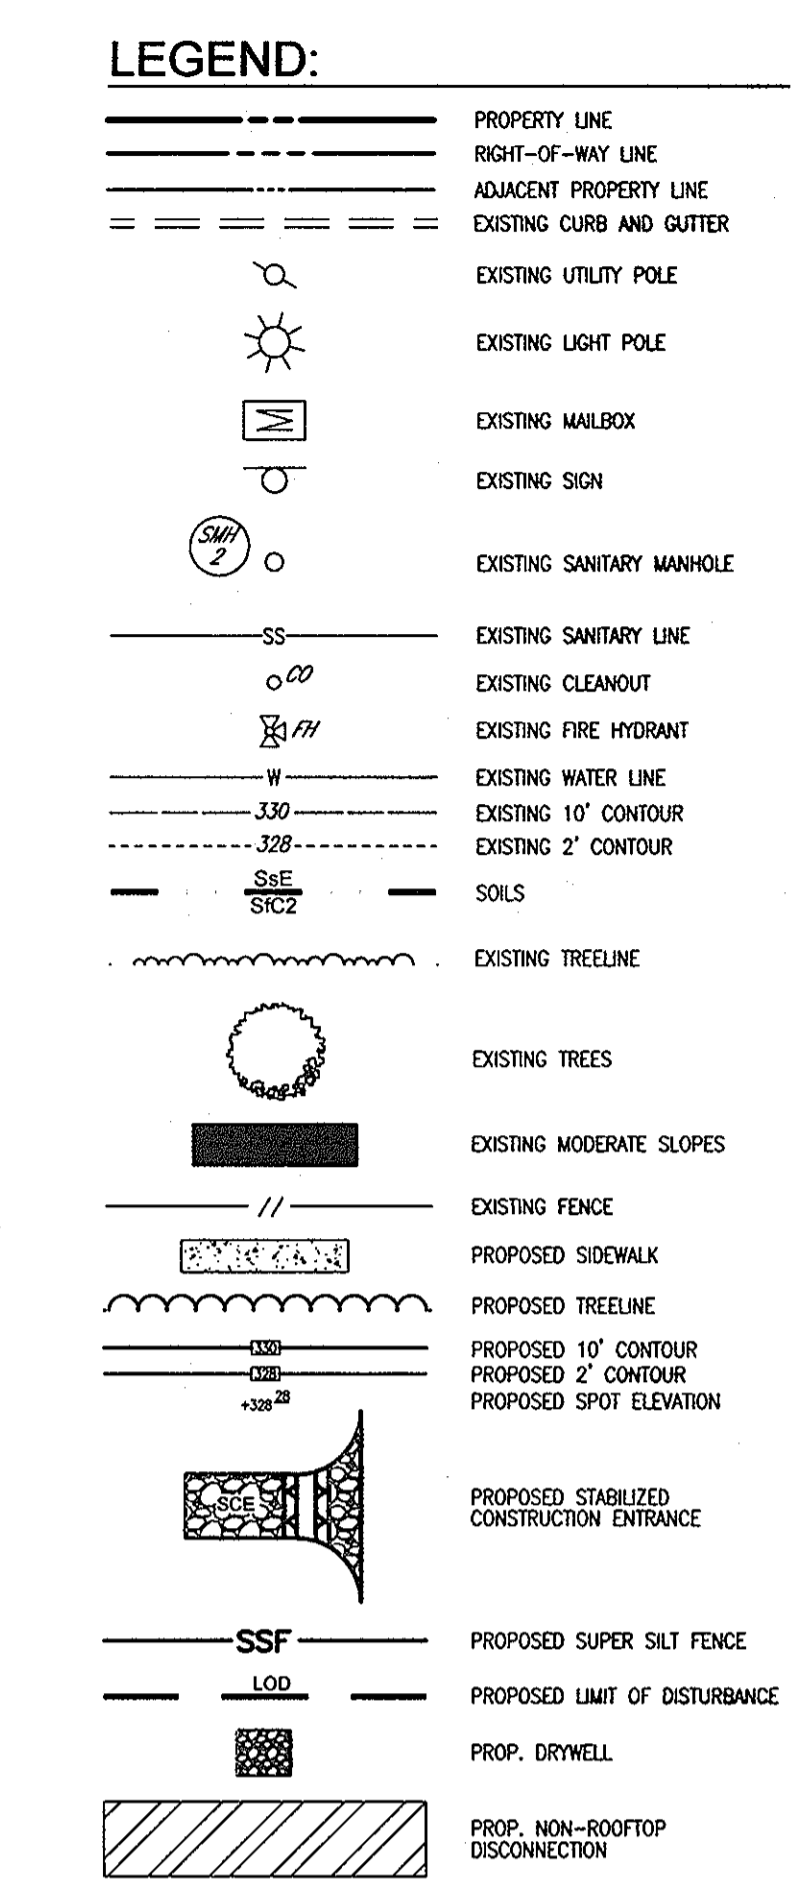 LEGEND:
PROPERTY LINE
RIGHT-OF-WAY LINE
ADJACENT PROPERTY LINE
EXISTING CURB AND GUTTER
EXISTING UTILITY POLE
EXISTING LIGHT POLE
EXISTING MAILBOX
EXISTING SIGN
SMH
2
EXISTING SANITARY MANHOLE
SS EXISTING SANITARY LINE
CO EXISTING CLEANOUT
FH EXISTING FIRE HYDRANT
W EXISTING WATER LINE
330 EXISTING 10' CONTOUR
328 EXISTING 2' CONTOUR
SsE
SfC2
SOILS
EXISTING TREELINE
EXISTING TREES
EXISTING MODERATE SLOPES
// EXISTING FENCE
PROPOSED SIDEWALK
PROPOSED TREELINE
330 PROPOSED 10' CONTOUR
328 PROPOSED 2' CONTOUR
+328 28 PROPOSED SPOT ELEVATION
SCE
PROPOSED STABILIZED
CONSTRUCTION ENTRANCE
SSF PROPOSED SUPER SILT FENCE
LOD PROPOSED LIMIT OF DISTURBANCE
PROP. DRYWELL
PROP. NON-ROOFTOP
DISCONNECTION